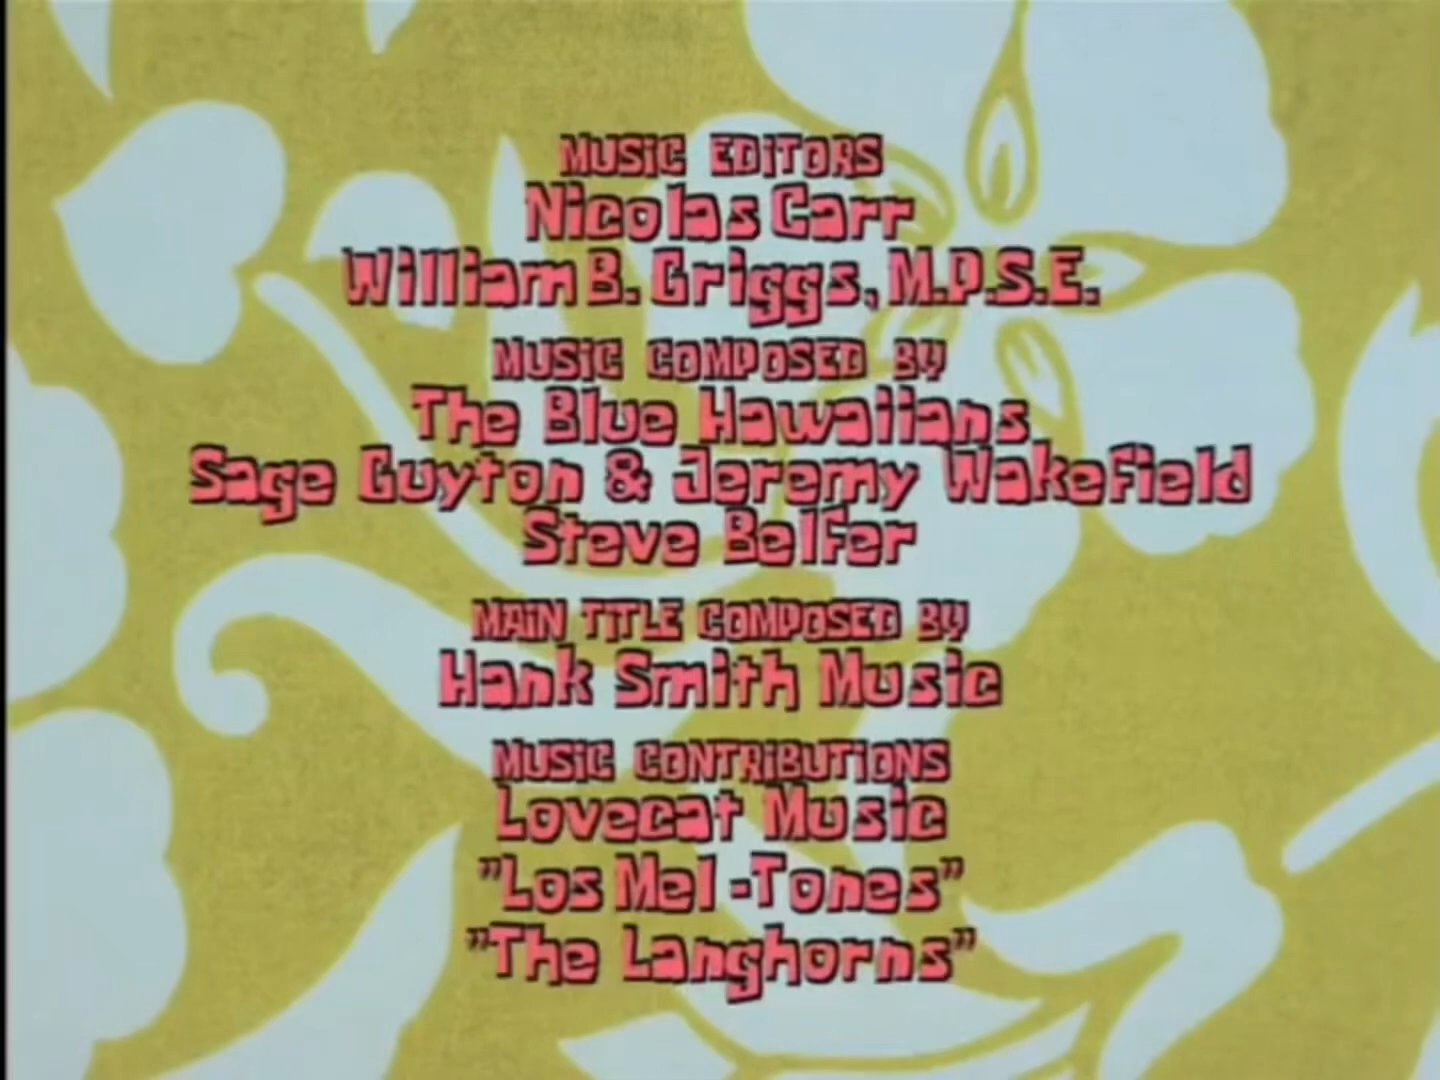 MUSIC EDITORS
Nicolas Carr
William B. Griggs, M.P.S.E.
MUSIC COMPOSED BY
The Blue Hawaiians
Sage Guyton & Jeremy Wakefield
Steve Belfer
MAIN TITLE COMPOSED BY
Hank Smith Music
MUSIC CONTRIBUTIONS
Lovecat Music
"Los Mel-Tones"
"The Langhorns"